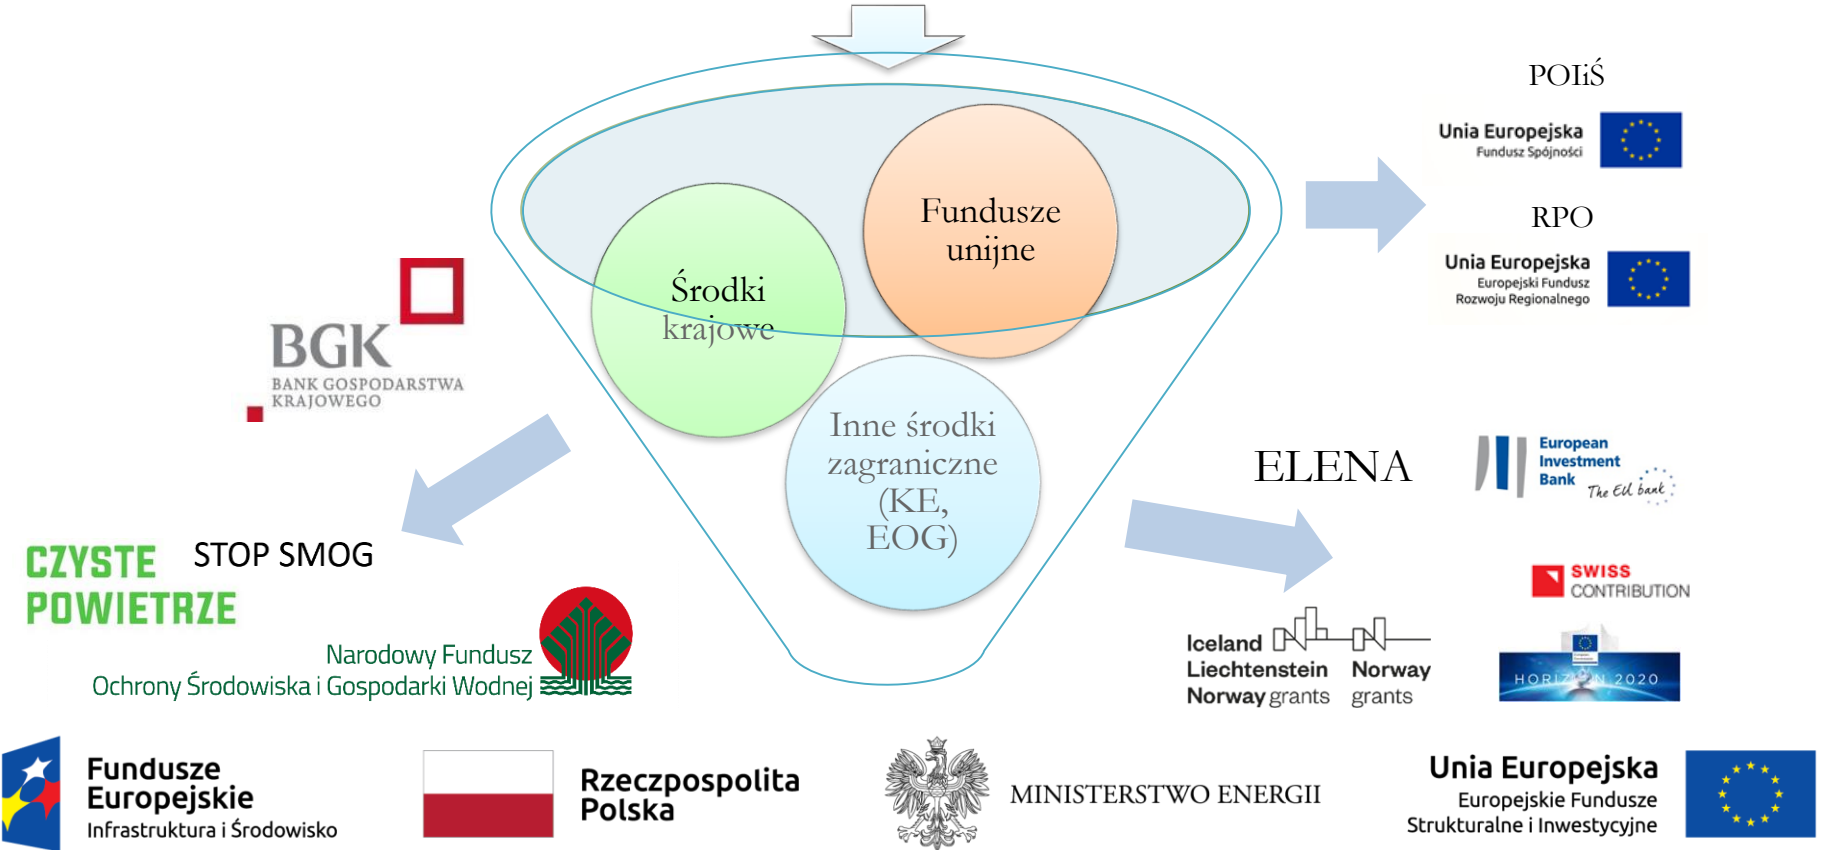 POIiŚ
Unia Europejska
Fundusz Spójności
RPO
Unia Europejska
Europejski Fundusz
Rozwoju Regionalnego
Fundusze
unijne
Środki
krajowe
Inne środki
zagraniczne
(KE,
EOG)
BGK
BANK GOSPODARSTWA
KRAJOWEGO
STOP SMOG
CZYSTE
POWIETRZE
Narodowy Fundusz
Ochrony Środowiska i Gospodarki Wodnej
ELENA
European
Investment
Bank
The EU bank
SWISS
CONTRIBUTION
Iceland
Liechtenstein
Norway grants
Norway
grants
HORIZON 2020
Fundusze
Europejskie
Infrastruktura i Środowisko
Rzeczpospolita
Polska
MINISTERSTWO ENERGII
Unia Europejska
Europejskie Fundusze
Strukturalne i Inwestycyjne